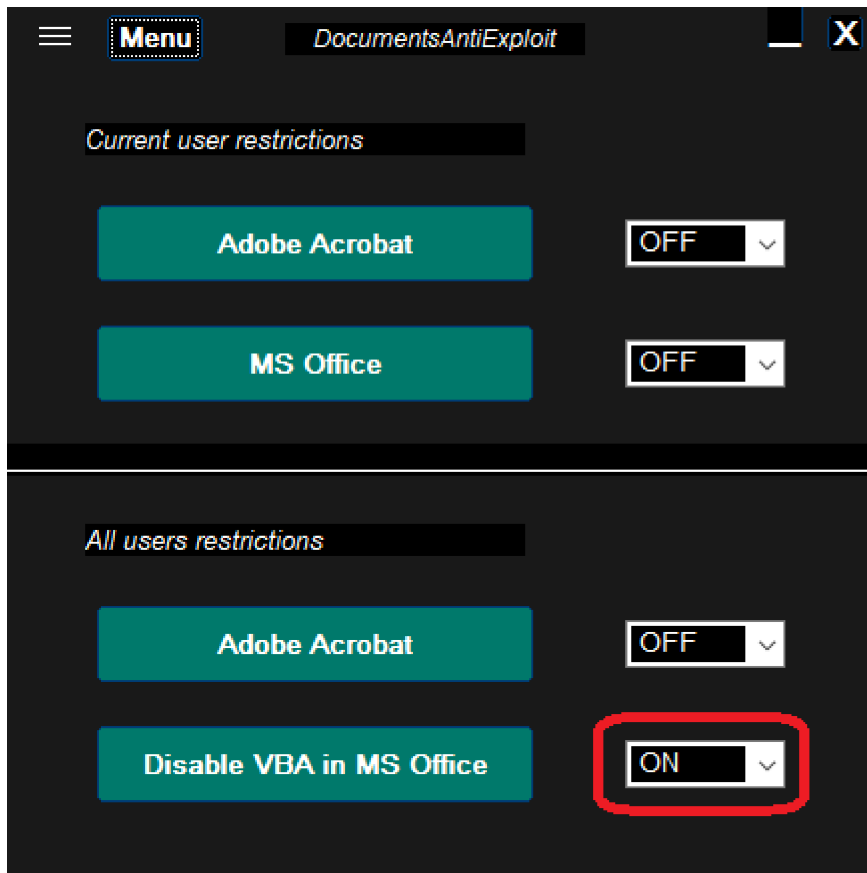 Menu DocumentsAntiExploit X
Current user restrictions
Adobe Acrobat OFF
MS Office OFF
All users restrictions
Adobe Acrobat OFF
Disable VBA in MS Office ON